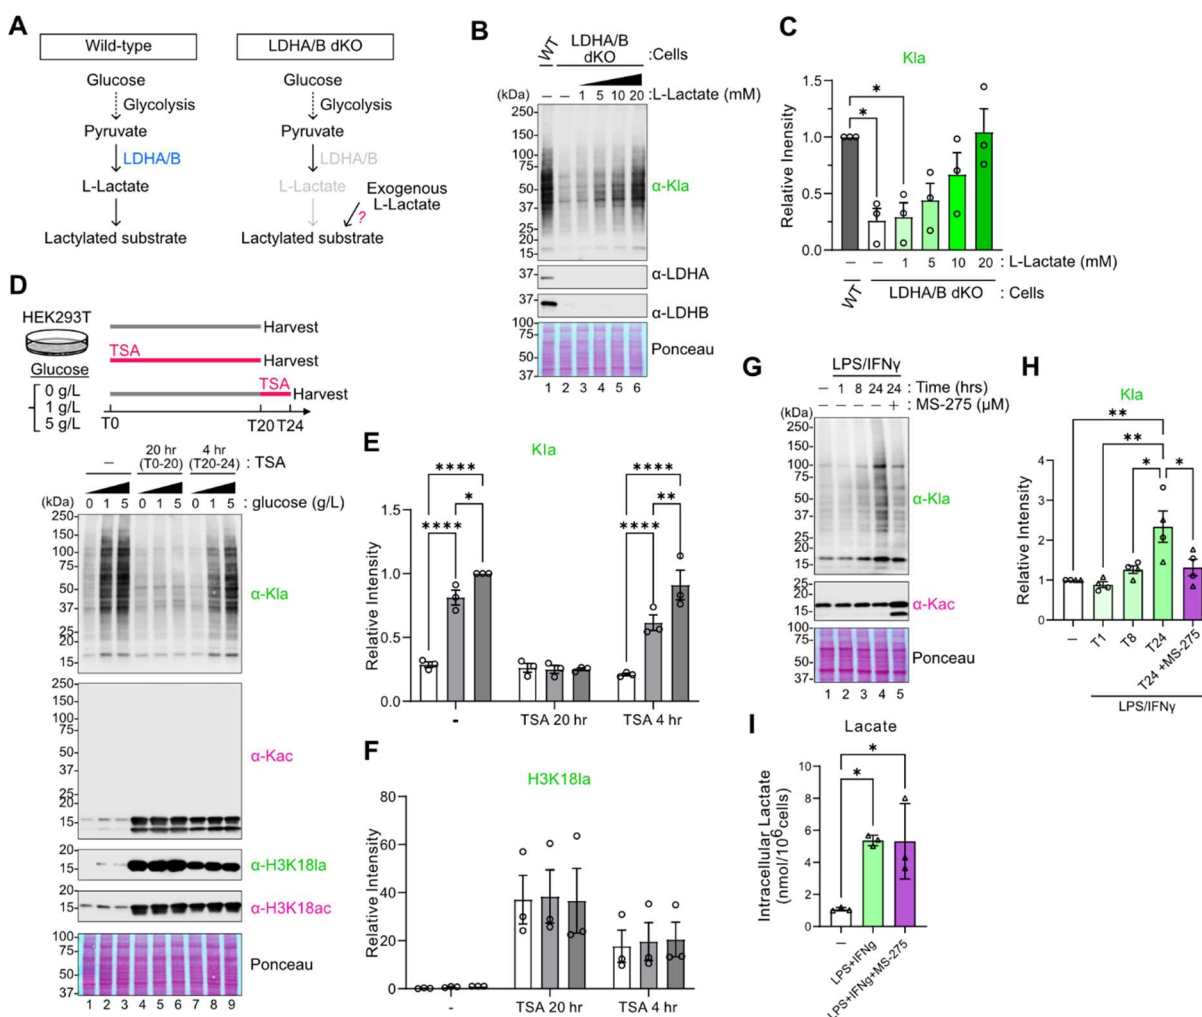 A
Wild-type
LDHA/B dKO
Glucose
Glycolysis
Pyruvate
LDHA/B
L-Lactate
Lactylated substrate
Glucose
Glycolysis
Pyruvate
LDHA/B
L-Lactate
Exogenous
L-Lactate
?
Lactylated substrate
B
WT
LDHA/B
dKO
:Cells
(kDa) – – 1 5 10 20 :L-Lactate (mM)
250
150
100
75
50
37
25
20
15
α-Kla
37
α-LDHA
37
25
α-LDHB
100
75
50
37
Ponceau
1 2 3 4 5 6
C
Kla
Relative Inensity
1.5
1.0
0.5
0.0
* *
– – 1 5 10 20 : L-Lactate (mM)
WT LDHA/B dKO : Cells
D
HEK293T
Glucose
0 g/L
1 g/L
5 g/L
Harvest
TSA
Harvest
TSA
Harvest
T0 T20 T24
– 20 hr (T0-20) 4 hr (T20-24) : TSA
(kDa) 0 1 5 0 1 5 0 1 5 : glucose (g/L)
250
150
100
75
50
37
25
20
15
α-Kla
250
150
100
75
50
37
25
20
15
α-Kac
20
15
α-H3K18la
20
15
α-H3K18ac
100
75
50
37
Ponceau
1 2 3 4 5 6 7 8 9
E
Kla
Relative Intensity
1.5
1.0
0.5
0.0
**** **** *
**** **** **
- TSA 20 hr TSA 4 hr
F
H3K18la
Relative Intensity
80
60
40
20
0
- TSA 20 hr TSA 4 hr
G
LPS/IFNγ
– 1 8 24 24 : Time (hrs)
+ : MS-275 (μM)
(kDa)
250
150
100
75
50
37
25
20
15
α-Kla
20
15
α-Kac
100
75
50
37
Ponceau
1 2 3 4 5
H
Kla
Relative Intensity
4
3
2
1
0
** ** * *
– T1 T8 T24 T24 +MS-275
LPS/IFNγ
I
Lacate
Intracellular Lactate
(nmol/10⁶cells)
10
8
6
4
2
0
* *
– LPS+IFNg LPS+IFNg+MS-275